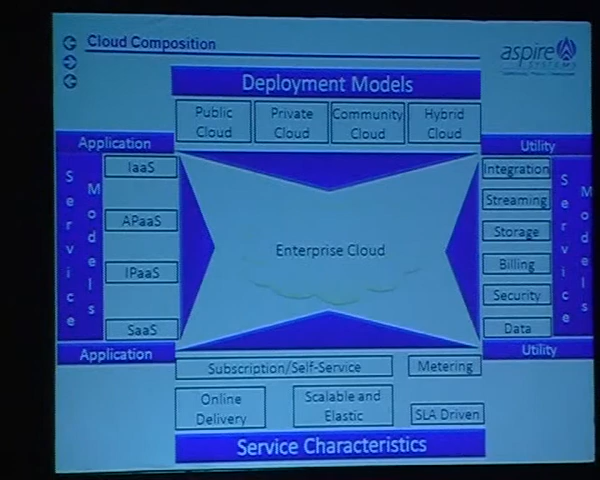 Cloud Composition
aspire
SYSTEMS
Deployment Models
Public Cloud
Private Cloud
Community Cloud
Hybrid Cloud
Application
Utility
Service Models
IaaS
APaaS
IPaaS
SaaS
Enterprise Cloud
Integration
Streaming
Storage
Billing
Security
Data
Service Models
Application
Utility
Subscription/Self-Service
Metering
Online Delivery
Scalable and Elastic
SLA Driven
Service Characteristics